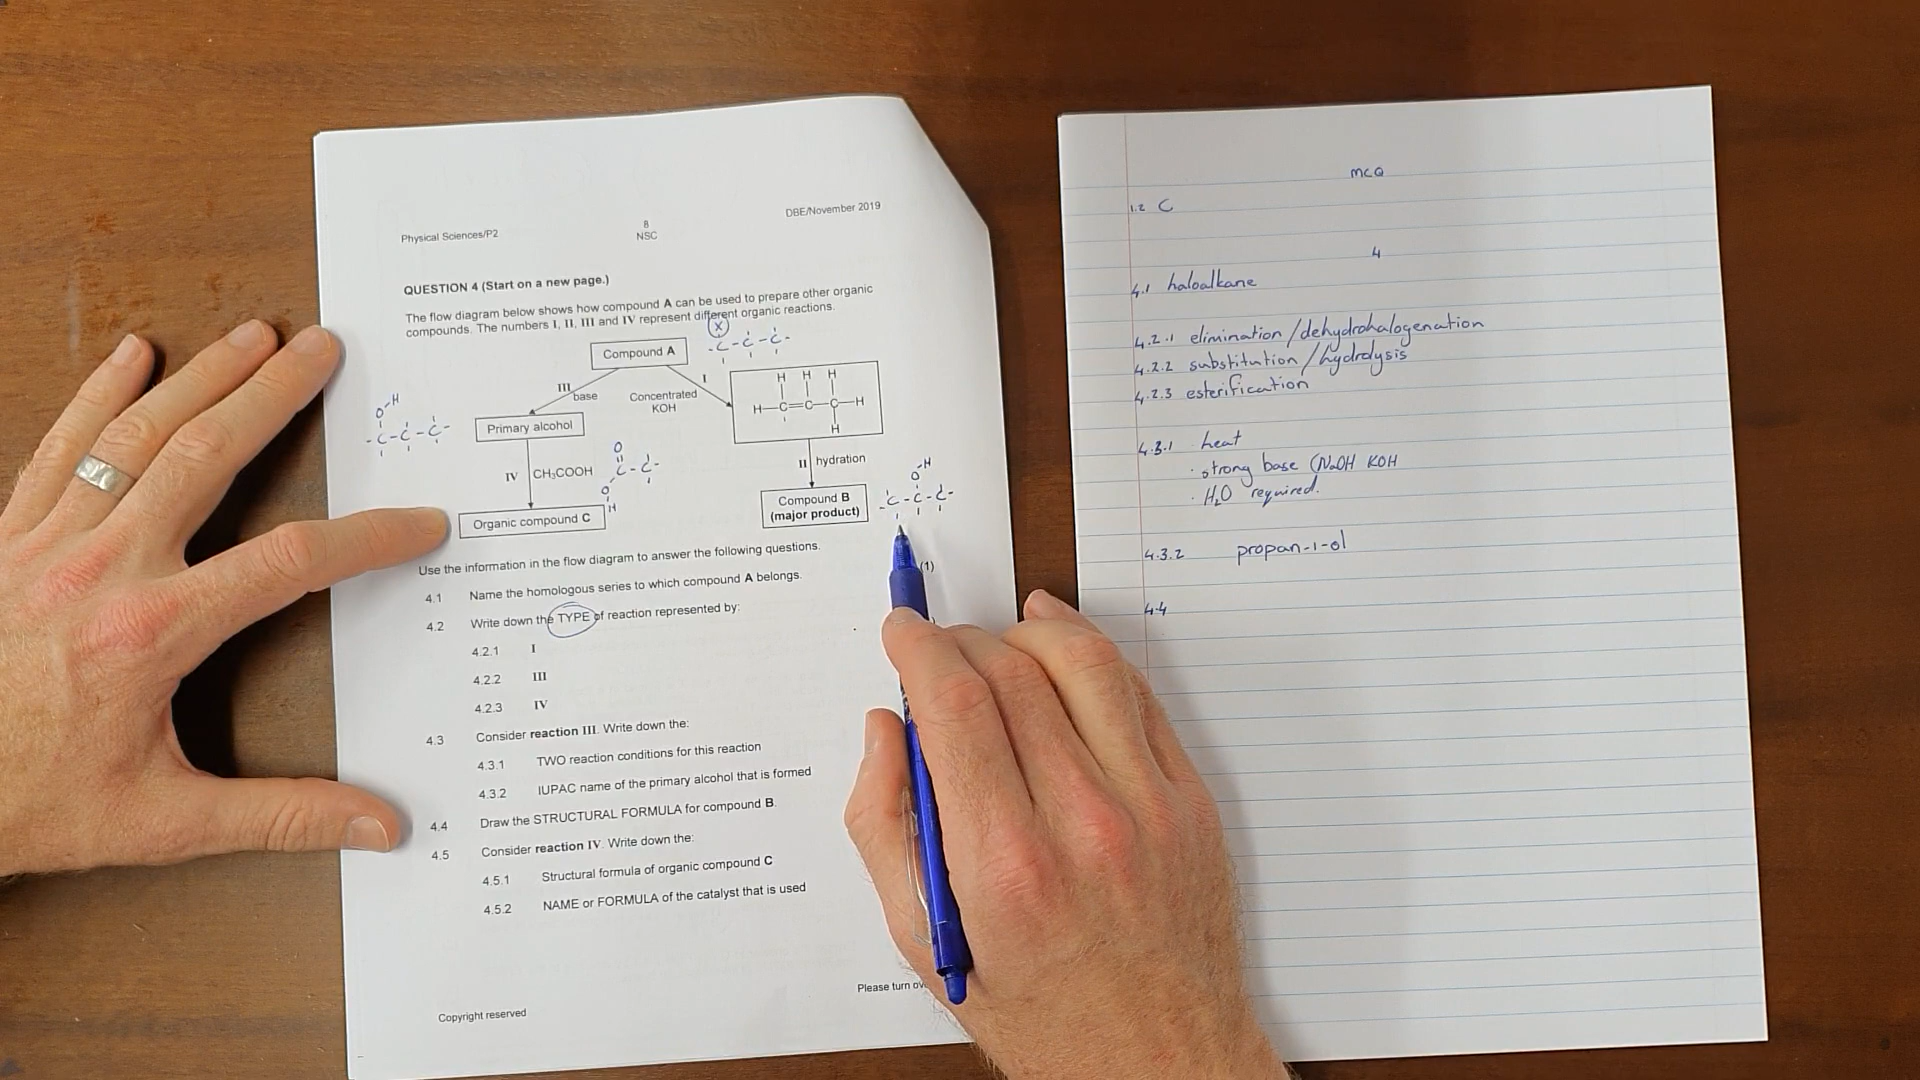 Physical Sciences/P2
8
NSC
DBE/November 2019
QUESTION 4 (Start on a new page.)
The flow diagram below shows how compound A can be used to prepare other organic
compounds. The numbers I, II, III and IV represent different organic reactions.
X
C-C-C
Compound A
III
base
I
Concentrated
KOH
H H H
H-C=C-C-H
H
O-H
C-C-C
Primary alcohol
IV
CH₃COOH
O
C-C
O
H
II
hydration
O-H
C-C-C
Compound B
(major product)
Organic compound C
Use the information in the flow diagram to answer the following questions.
4.1 Name the homologous series to which compound A belongs.
(1)
4.2 Write down the TYPE of reaction represented by:
4.2.1 I
4.2.2 III
4.2.3 IV
4.3 Consider reaction III. Write down the:
4.3.1 TWO reaction conditions for this reaction
4.3.2 IUPAC name of the primary alcohol that is formed
4.4 Draw the STRUCTURAL FORMULA for compound B.
4.5 Consider reaction IV. Write down the:
4.5.1 Structural formula of organic compound C
4.5.2 NAME or FORMULA of the catalyst that is used
Please turn
Copyright reserved
MCQ
1.2 C
4
4.1 haloalkane
4.2.1 elimination/dehydrohalogenation
4.2.2 substitution/hydrolysis
4.2.3 esterification
4.3.1 heat
· strong base (NaOH KOH
· H₂O required.
4.3.2 propan-1-ol
4.4